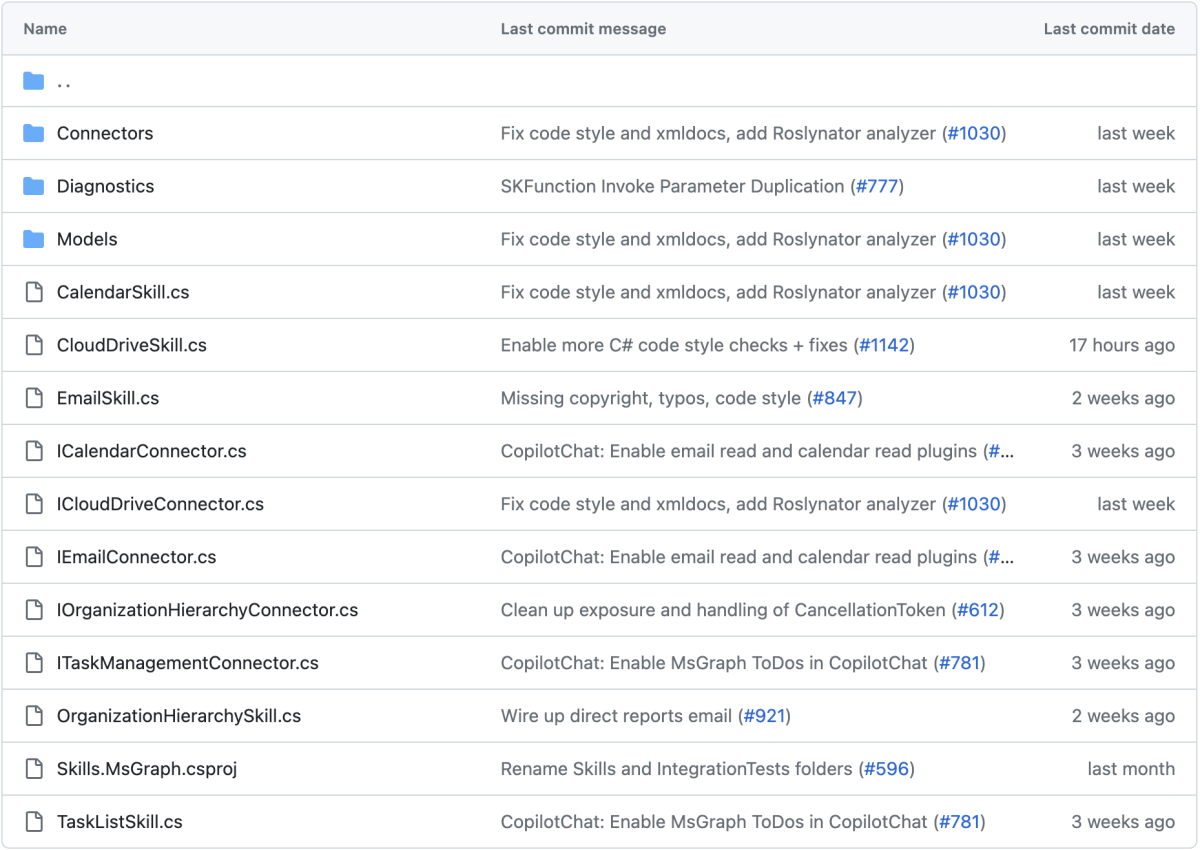 Name Last commit message Last commit date
..
Connectors Fix code style and xmldocs, add Roslynator analyzer (#1030) last week
Diagnostics SKFunction Invoke Parameter Duplication (#777) last week
Models Fix code style and xmldocs, add Roslynator analyzer (#1030) last week
CalendarSkill.cs Fix code style and xmldocs, add Roslynator analyzer (#1030) last week
CloudDriveSkill.cs Enable more C# code style checks + fixes (#1142) 17 hours ago
EmailSkill.cs Missing copyright, typos, code style (#847) 2 weeks ago
ICalendarConnector.cs CopilotChat: Enable email read and calendar read plugins (#... 3 weeks ago
ICloudDriveConnector.cs Fix code style and xmldocs, add Roslynator analyzer (#1030) last week
IEmailConnector.cs CopilotChat: Enable email read and calendar read plugins (#... 3 weeks ago
IOrganizationHierarchyConnector.cs Clean up exposure and handling of CancellationToken (#612) 3 weeks ago
ITaskManagementConnector.cs CopilotChat: Enable MsGraph ToDos in CopilotChat (#781) 3 weeks ago
OrganizationHierarchySkill.cs Wire up direct reports email (#921) 2 weeks ago
Skills.MsGraph.csproj Rename Skills and IntegrationTests folders (#596) last month
TaskListSkill.cs CopilotChat: Enable MsGraph ToDos in CopilotChat (#781) 3 weeks ago